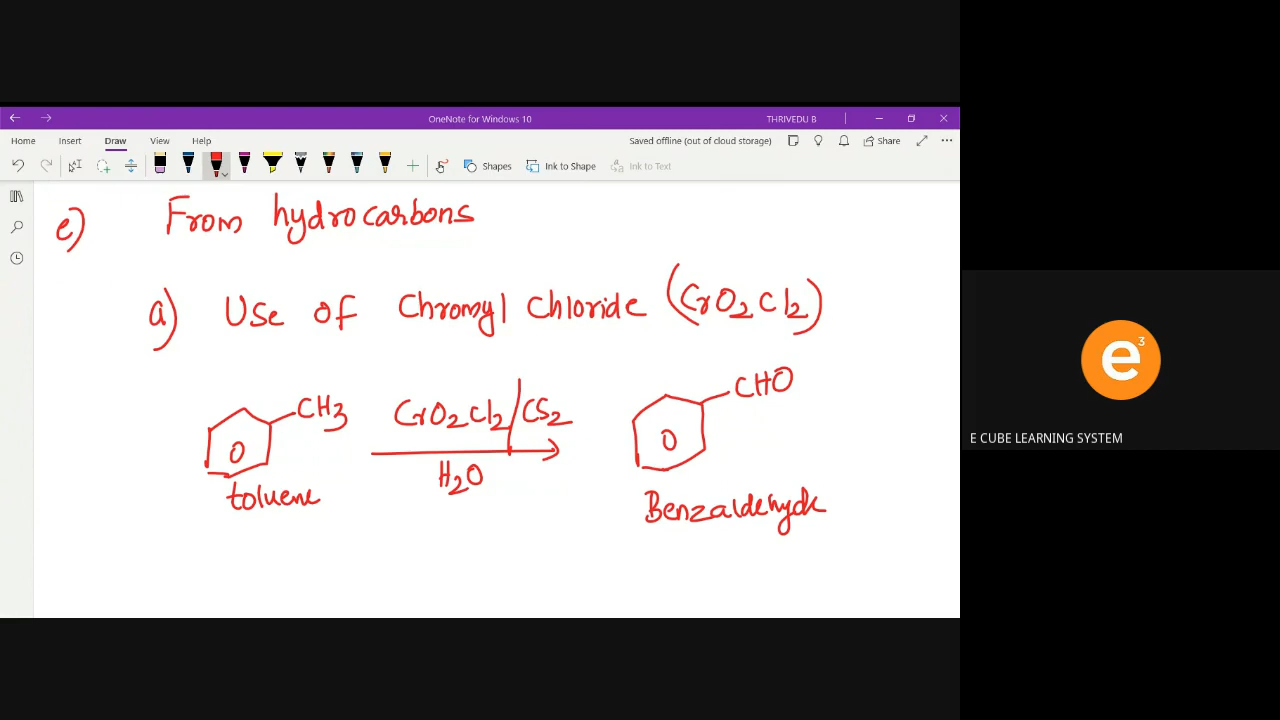 OneNote for Windows 10
THRIVEDU B
Home Insert Draw View Help
Saved offline (out of cloud storage)
Share
Shapes
Ink to Shape
Ink to Text
e) From hydrocarbons
a) Use of Chromyl Chloride (CrO2Cl2)
CH3
CrO2Cl2/CS2
H2O
CHO
toluene
Benzaldehyde
e3
E CUBE LEARNING SYSTEM